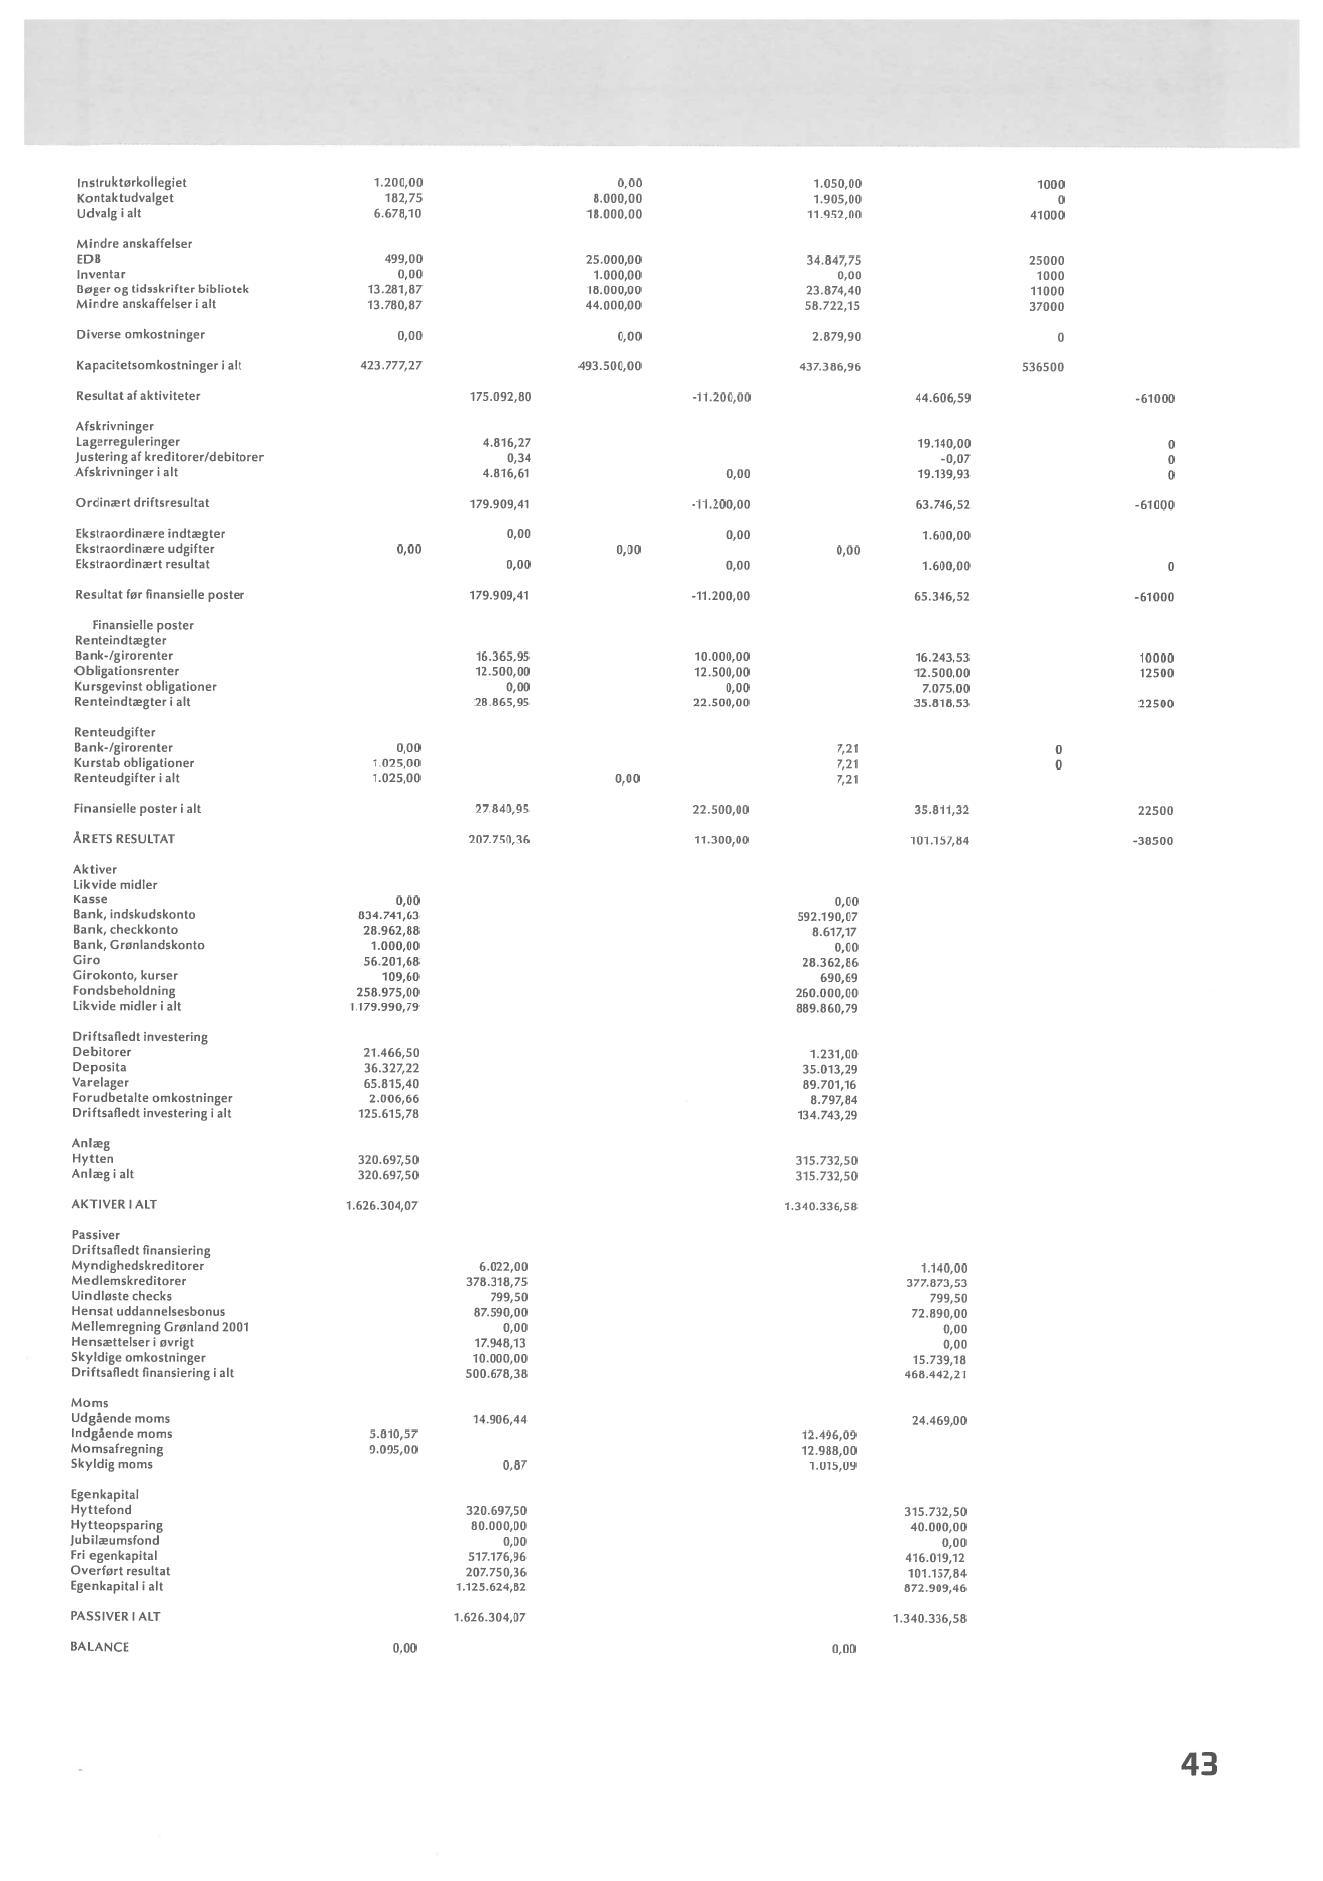 Instruktørkollegiet 1.200,00 0,00 1.050,00 1000
Kontaktudvalget 182,75 8.000,00 1.905,00 0
Udvalg i alt 6.678,10 18.000,00 11.952,00 41000
Mindre anskaffelser
EDB 499,00 25.000,00 34.847,75 25000
Inventar 0,00 1.000,00 0,00 1000
Bøger og tidsskrifter bibliotek 13.281,87 18.000,00 23.874,40 11000
Mindre anskaffelser i alt 13.780,87 44.000,00 58.722,15 37000
Diverse omkostninger 0,00 0,00 2.879,90 0
Kapacitetsomkostninger i alt 423.777,27 493.500,00 437.386,96 536500
Resultat af aktiviteter 175.092,80 -11.200,00 44.606,59 -61000
Afskrivninger
Lagerreguleringer 4.816,27 19.140,00 0
Justering af kreditorer/debitorer 0,34 -0,07 0
Afskrivninger i alt 4.816,61 0,00 19.139,93 0
Ordinært driftsresultat 179.909,41 -11.200,00 63.746,52 -61000
Ekstraordinære indtægter 0,00 0,00 1.600,00
Ekstraordinære udgifter 0,00 0,00 0,00
Ekstraordinært resultat 0,00 0,00 1.600,00 0
Resultat før finansielle poster 179.909,41 -11.200,00 65.346,52 -61000
Finansielle poster
Renteindtægter
Bank-/girorenter 16.365,95 10.000,00 16.243,53 10000
Obligationsrenter 12.500,00 12.500,00 12.500,00 12500
Kursgevinst obligationer 0,00 0,00 7.075,00
Renteindtægter i alt 28.865,95 22.500,00 35.818,53 22500
Renteudgifter
Bank-/girorenter 0,00 7,21 0
Kurstab obligationer 1.025,00 7,21 0
Renteudgifter i alt 1.025,00 0,00 7,21
Finansielle poster i alt 27.840,95 22.500,00 35.811,32 22500
ÅRETS RESULTAT 207.750,36 11.300,00 101.157,84 -38500
Aktiver
Likvide midler
Kasse 0,00 0,00
Bank, indskudskonto 834.741,63 592.190,07
Bank, checkkonto 28.962,88 8.617,17
Bank, Grønlandskonto 1.000,00 0,00
Giro 56.201,68 28.362,86
Girokonto, kurser 109,60 690,69
Fondsbeholdning 258.975,00 260.000,00
Likvide midler i alt 1.179.990,79 889.860,79
Driftsafledt investering
Debitorer 21.466,50 1.231,00
Deposita 36.327,22 35.013,29
Varelager 65.815,40 89.701,16
Forudbetalte omkostninger 2.006,66 8.797,84
Driftsafledt investering i alt 125.615,78 134.743,29
Anlæg
Hytten 320.697,50 315.732,50
Anlæg i alt 320.697,50 315.732,50
AKTIVER I ALT 1.626.304,07 1.340.336,58
Passiver
Driftsafledt finansiering
Myndighedskreditorer 6.022,00 1.140,00
Medlemskreditorer 378.318,75 377.873,53
Uindløste checks 799,50 799,50
Hensat uddannelsesbonus 87.590,00 72.890,00
Mellemregning Grønland 2001 0,00 0,00
Hensættelser i øvrigt 17.948,13 0,00
Skyldige omkostninger 10.000,00 15.739,18
Driftsafledt finansiering i alt 500.678,38 468.442,21
Moms
Udgående moms 14.906,44 24.469,00
Indgående moms 5.810,57 12.496,09
Momsafregning 9.095,00 12.988,00
Skyldig moms 0,87 1.015,09
Egenkapital
Hyttefond 320.697,50 315.732,50
Hytteopsparing 80.000,00 40.000,00
Jubilæumsfond 0,00 0,00
Fri egenkapital 517.176,96 416.019,12
Overført resultat 207.750,36 101.157,84
Egenkapital i alt 1.125.624,82 872.909,46
PASSIVER I ALT 1.626.304,07 1.340.336,58
BALANCE 0,00 0,00
43